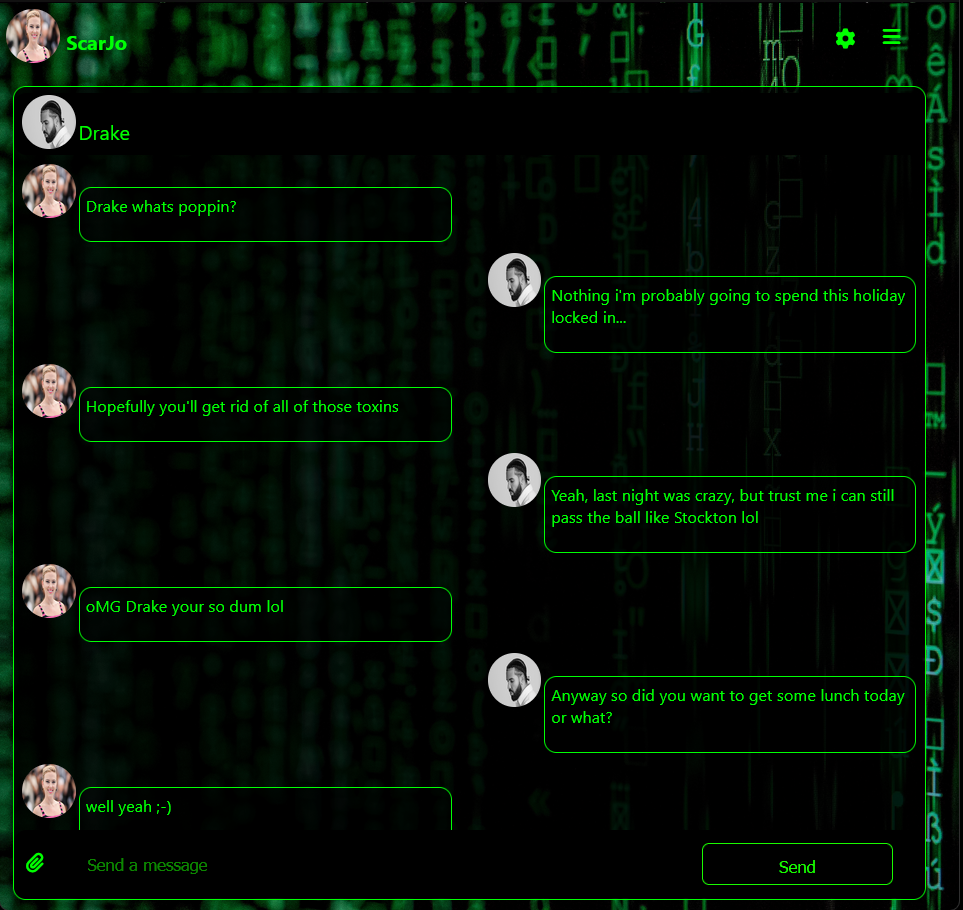 ScarJo
Drake
Drake whats poppin?
Nothing i'm probably going to spend this holiday
locked in...
Hopefully you'll get rid of all of those toxins
Yeah, last night was crazy, but trust me i can still
pass the ball like Stockton lol
oMG Drake your so dum lol
Anyway so did you want to get some lunch today
or what?
well yeah ;-)
Send a message
Send